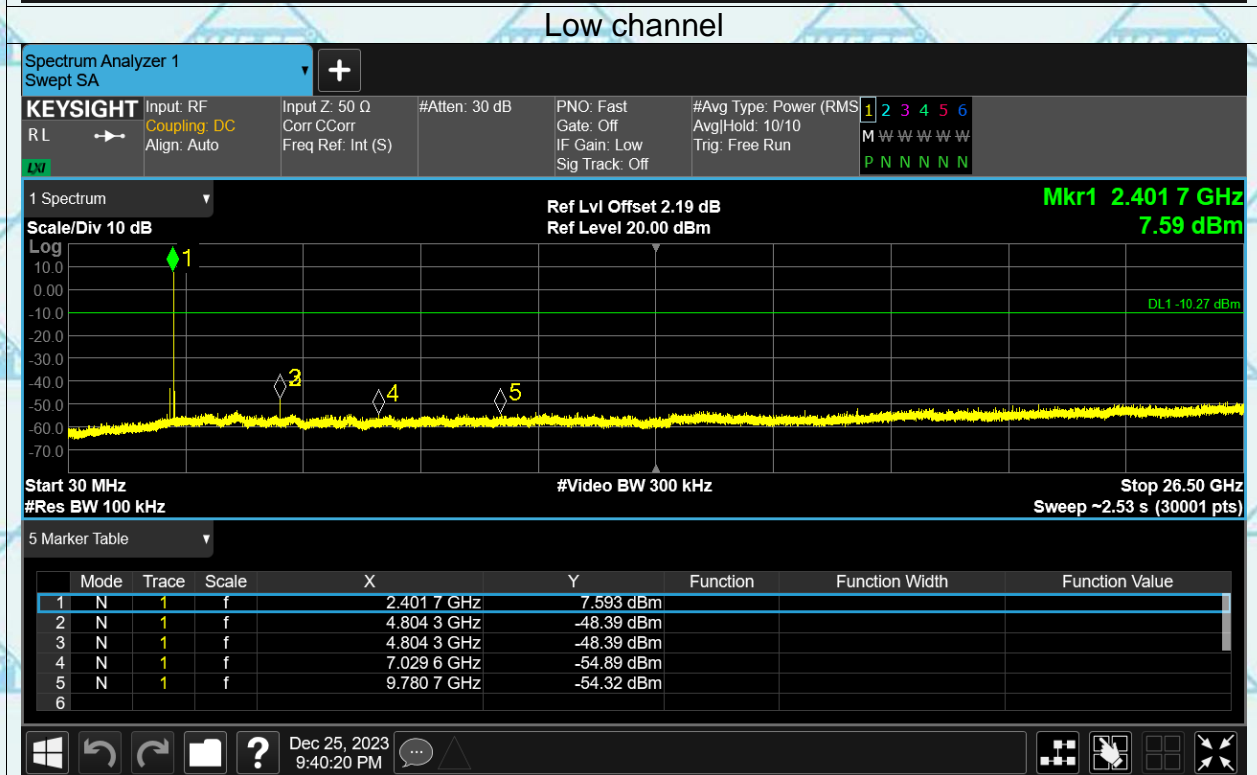 Low channel
Spectrum Analyzer 1
Swept SA
+
KEYSIGHT Input: RF Input Z: 50 Ω #Atten: 30 dB PNO: Fast #Avg Type: Power (RMS 1 2 3 4 5 6
RL Coupling: DC Corr CCorr Gate: Off Avg|Hold: 10/10 M W W W W W
Align: Auto Freq Ref: Int (S) IF Gain: Low Trig: Free Run
LXI Sig Track: Off P N N N N N
1 Spectrum Ref Lvl Offset 2.19 dB Mkr1 2.401 7 GHz
Scale/Div 10 dB Ref Level 20.00 dBm 7.59 dBm
Log
1
10.0
0.00
DL1 -10.27 dBm
-10.0
-20.0
-30.0
3
-40.0
4 5
-50.0
-60.0
-70.0
Start 30 MHz #Video BW 300 kHz Stop 26.50 GHz
#Res BW 100 kHz Sweep ~2.53 s (30001 pts)
5 Marker Table
Mode Trace Scale X Y Function Function Width Function Value
1 N 1 f 2.401 7 GHz 7.593 dBm
2 N 1 f 4.804 3 GHz -48.39 dBm
3 N 1 f 4.804 3 GHz -48.39 dBm
4 N 1 f 7.029 6 GHz -54.89 dBm
5 N 1 f 9.780 7 GHz -54.32 dBm
6
? Dec 25, 2023
9:40:20 PM